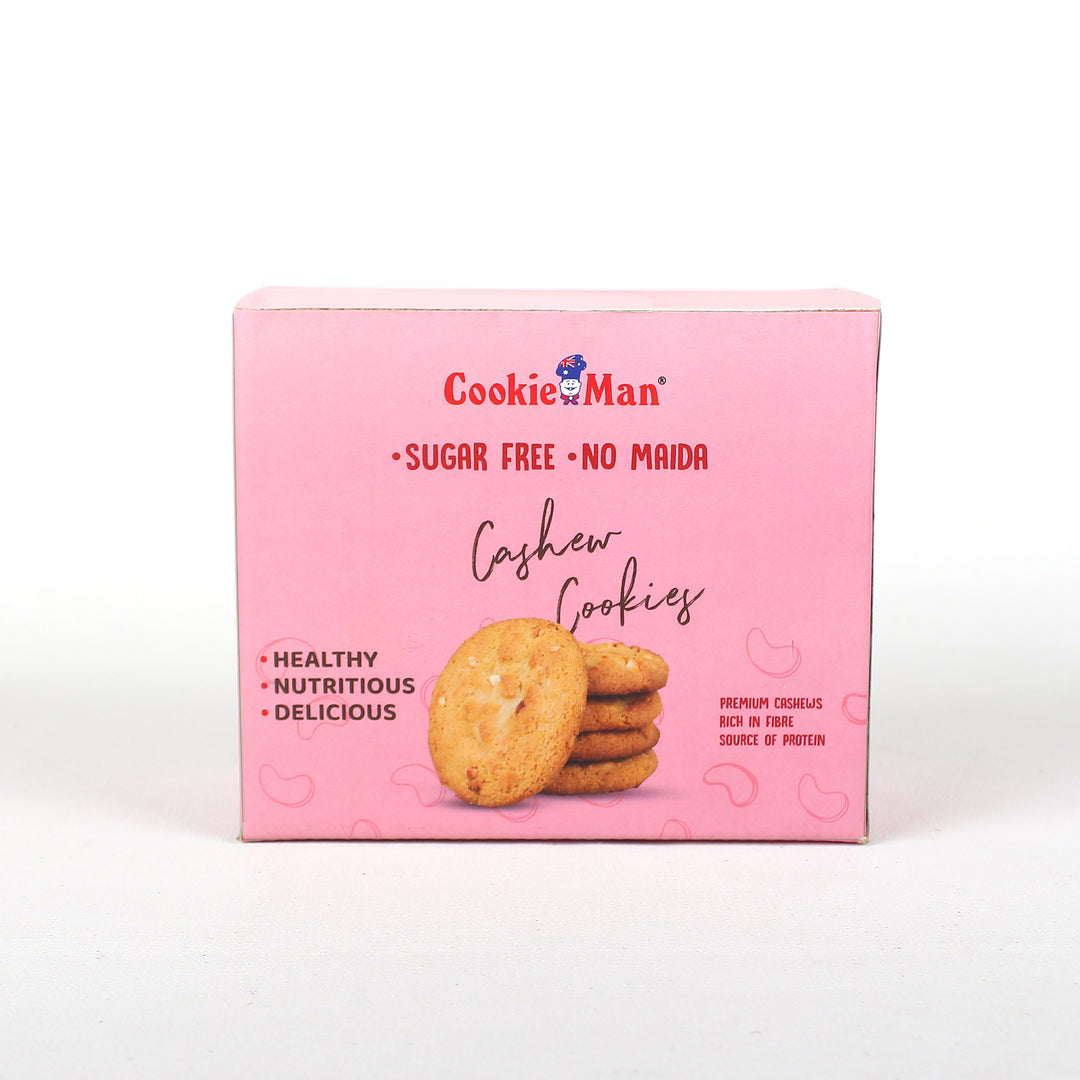 Cookie Man®
•SUGAR FREE •NO MAIDA
Cashew
Cookies
• HEALTHY
• NUTRITIOUS
• DELICIOUS
PREMIUM CASHEWS
RICH IN FIBRE
SOURCE OF PROTEIN